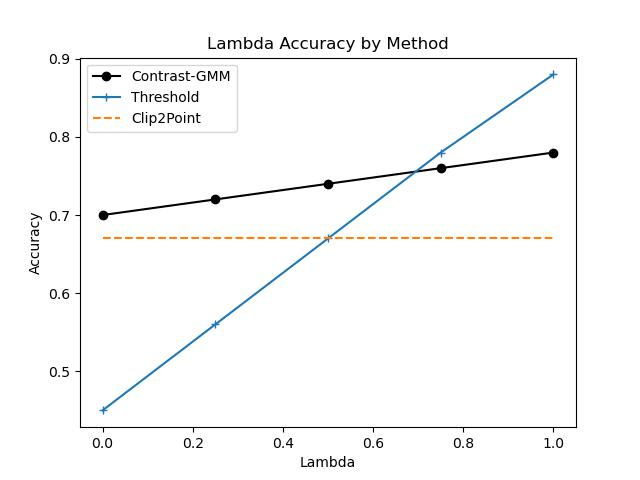 Lambda Accuracy by Method
Contrast-GMM
Threshold
Clip2Point
Accuracy
0.9
0.8
0.7
0.6
0.5
0.0 0.2 0.4 0.6 0.8 1.0
Lambda